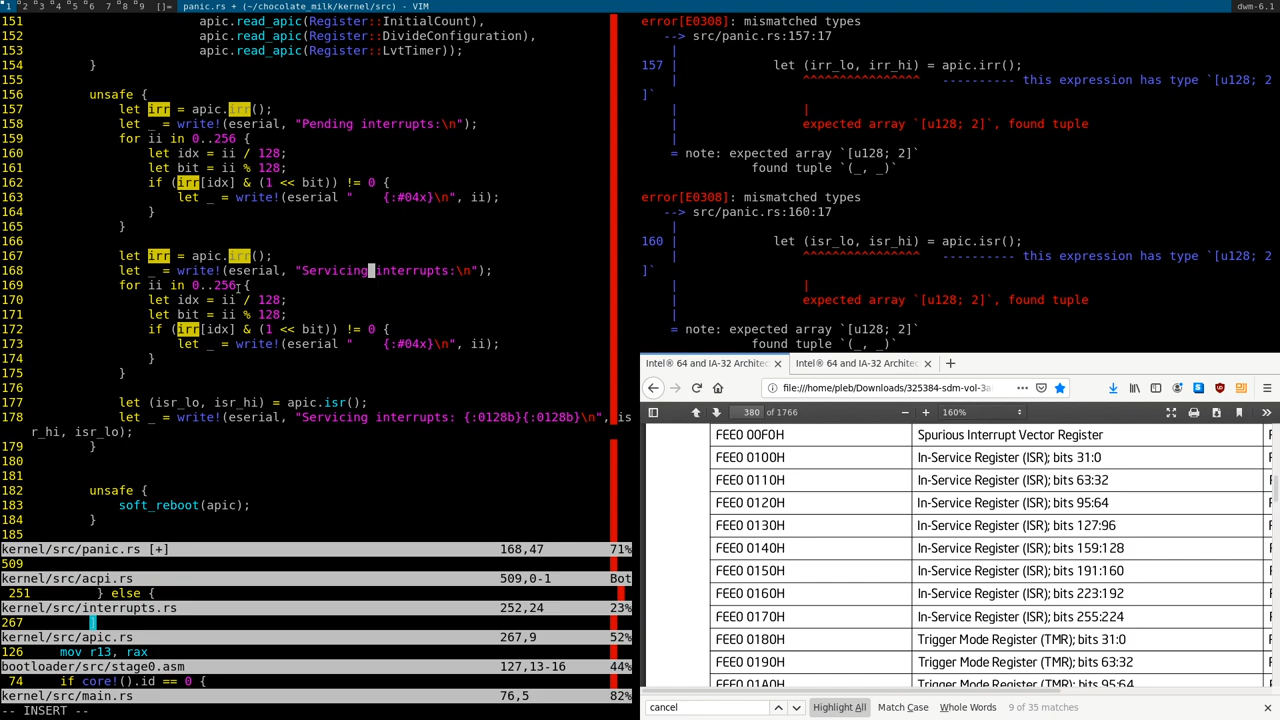 1 2 3 4 5 6 7 8 9 []= panic.rs + (~/chocolate_milk/kernel/src) - VIM dwm-6.1
151 apic.read_apic(Register::InitialCount),
152 apic.read_apic(Register::DivideConfiguration),
153 apic.read_apic(Register::LvtTimer));
154 }
155
156 unsafe {
157 let irr = apic.irr();
158 let _ = write!(eserial, "Pending interrupts:\n");
159 for ii in 0..256 {
160 let idx = ii / 128;
161 let bit = ii % 128;
162 if (irr[idx] & (1 << bit)) != 0 {
163 let _ = write!(eserial "    {:#04x}\n", ii);
164 }
165 }
166
167 let irr = apic.irr();
168 let _ = write!(eserial, "Servicing interrupts:\n");
169 for ii in 0..256 {
170 let idx = ii / 128;
171 let bit = ii % 128;
172 if (irr[idx] & (1 << bit)) != 0 {
173 let _ = write!(eserial "    {:#04x}\n", ii);
174 }
175 }
176
177 let (isr_lo, isr_hi) = apic.isr();
178 let _ = write!(eserial, "Servicing interrupts: {:0128b}{:0128b}\n", is
r_hi, isr_lo);
179 }
180
181
182 unsafe {
183 soft_reboot(apic);
184 }
185
kernel/src/panic.rs [+] 168,47 71%
509
kernel/src/acpi.rs 509,0-1 Bot
251 } else {
kernel/src/interrupts.rs 252,24 23%
267 ]
kernel/src/apic.rs 267,9 52%
126 mov r13, rax
bootloader/src/stage0.asm 127,13-16 44%
74 if core!().id == 0 {
kernel/src/main.rs 76,5 82%
-- INSERT --
error[E0308]: mismatched types
--> src/panic.rs:157:17
|
157 | let (irr_lo, irr_hi) = apic.irr();
| ^^^^^^^^^^^^^^^^ ---------- this expression has type `[u128; 2
]`
| |
| expected array `[u128; 2]`, found tuple
|
= note: expected array `[u128; 2]`
found tuple `(_, _)`
error[E0308]: mismatched types
--> src/panic.rs:160:17
|
160 | let (isr_lo, isr_hi) = apic.isr();
| ^^^^^^^^^^^^^^^^ ---------- this expression has type `[u128; 2
]`
| |
| expected array `[u128; 2]`, found tuple
|
= note: expected array `[u128; 2]`
found tuple `(_, _)`
Intel® 64 and IA-32 Architec × Intel® 64 and IA-32 Architec × +
file:///home/pleb/Downloads/325384-sdm-vol-3a
380 of 1766 − + 160%
FEE0 00F0H Spurious Interrupt Vector Register
FEE0 0100H In-Service Register (ISR); bits 31:0
FEE0 0110H In-Service Register (ISR); bits 63:32
FEE0 0120H In-Service Register (ISR); bits 95:64
FEE0 0130H In-Service Register (ISR); bits 127:96
FEE0 0140H In-Service Register (ISR); bits 159:128
FEE0 0150H In-Service Register (ISR); bits 191:160
FEE0 0160H In-Service Register (ISR); bits 223:192
FEE0 0170H In-Service Register (ISR); bits 255:224
FEE0 0180H Trigger Mode Register (TMR); bits 31:0
FEE0 0190H Trigger Mode Register (TMR); bits 63:32
FEE0 01A0H Trigger Mode Register (TMR); bits 95:64
cancel Highlight All Match Case Whole Words 9 of 35 matches ×